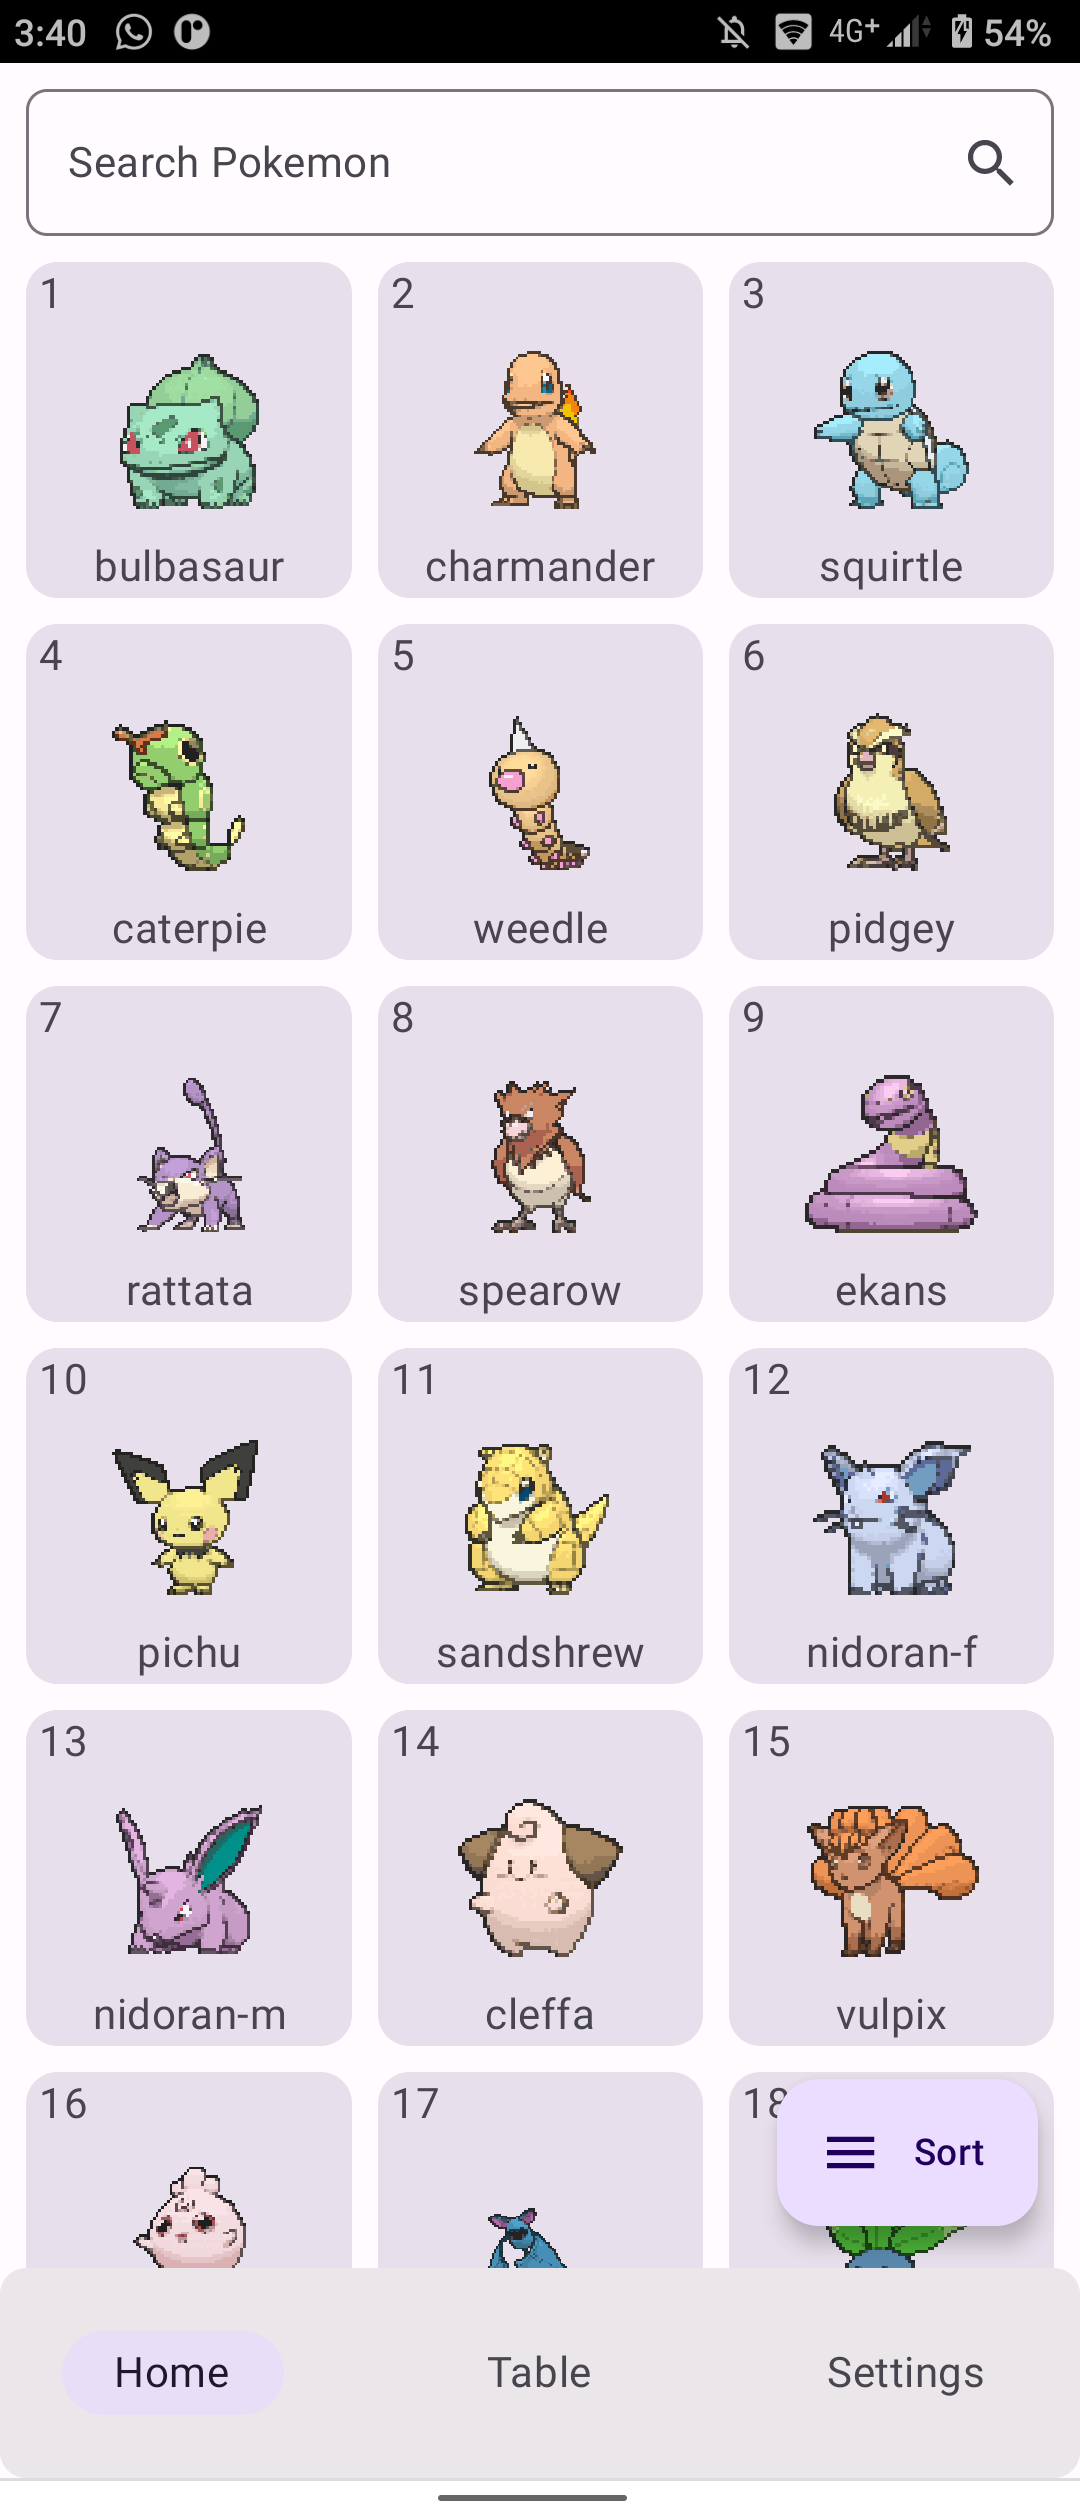 3:40 4G+ 54%
Search Pokemon
1 2 3
bulbasaur charmander squirtle
4 5 6
caterpie weedle pidgey
7 8 9
rattata spearow ekans
10 11 12
pichu sandshrew nidoran-f
13 14 15
nidoran-m cleffa vulpix
16 17 18
Sort
Home Table Settings